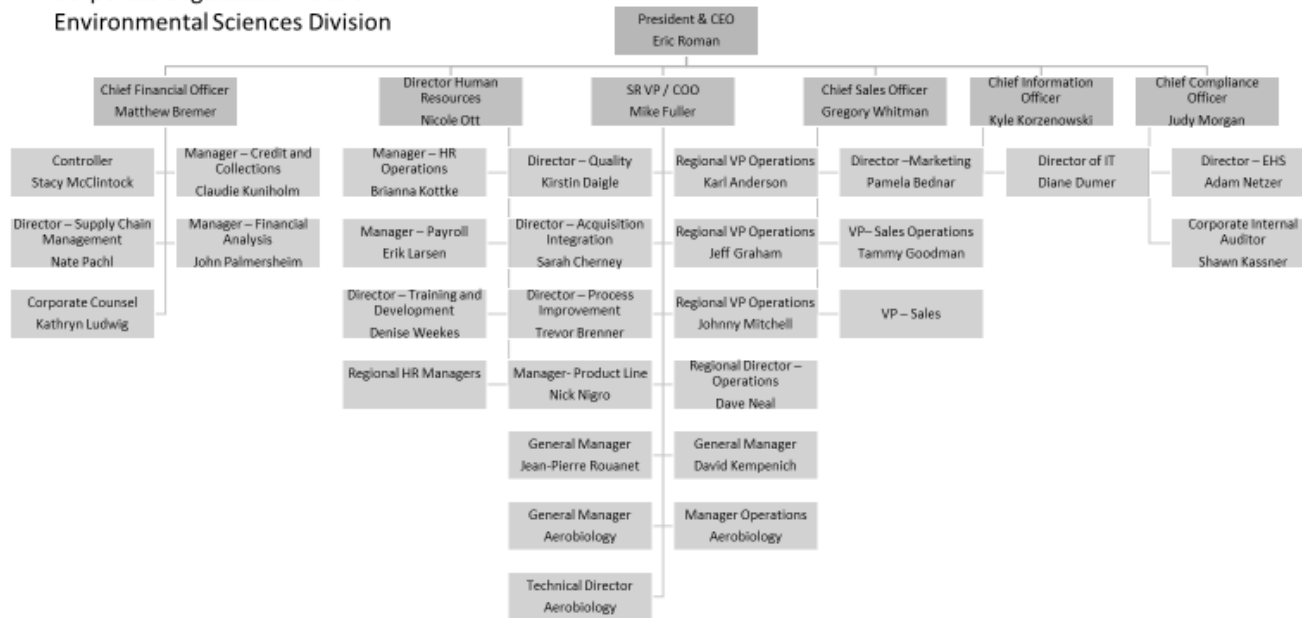 Environmental Sciences Division
President & CEO
Eric Roman
Chief Financial Officer
Matthew Bremer
Director Human
Resources
Nicole Ott
SR VP / COO
Mike Fuller
Chief Sales Officer
Gregory Whitman
Chief Information
Officer
Kyle Korzenowski
Chief Compliance
Officer
Judy Morgan
Controller
Stacy McClintock
Manager – Credit and
Collections
Claudie Kuniholm
Manager – HR
Operations
Brianna Kottke
Director – Quality
Kirstin Daigle
Regional VP Operations
Karl Anderson
Director –Marketing
Pamela Bednar
Director of IT
Diane Dumer
Director – EHS
Adam Netzer
Director – Supply Chain
Management
Nate Pachl
Manager – Financial
Analysis
John Palmersheim
Manager – Payroll
Erik Larsen
Director – Acquisition
Integration
Sarah Cherney
Regional VP Operations
Jeff Graham
VP– Sales Operations
Tammy Goodman
Corporate Internal
Auditor
Shawn Kassner
Corporate Counsel
Kathryn Ludwig
Director – Training and
Development
Denise Weekes
Director – Process
Improvement
Trevor Brenner
Regional VP Operations
Johnny Mitchell
VP – Sales
Regional HR Managers
Manager- Product Line
Nick Nigro
Regional Director –
Operations
Dave Neal
General Manager
Jean-Pierre Rouanet
General Manager
David Kempenich
General Manager
Aerobiology
Manager Operations
Aerobiology
Technical Director
Aerobiology